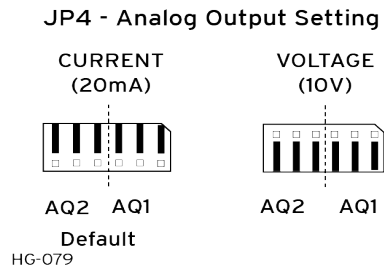 JP4 - Analog Output Setting
CURRENT
(20mA)
VOLTAGE
(10V)
AQ2 AQ1
AQ2 AQ1
Default
HG-079